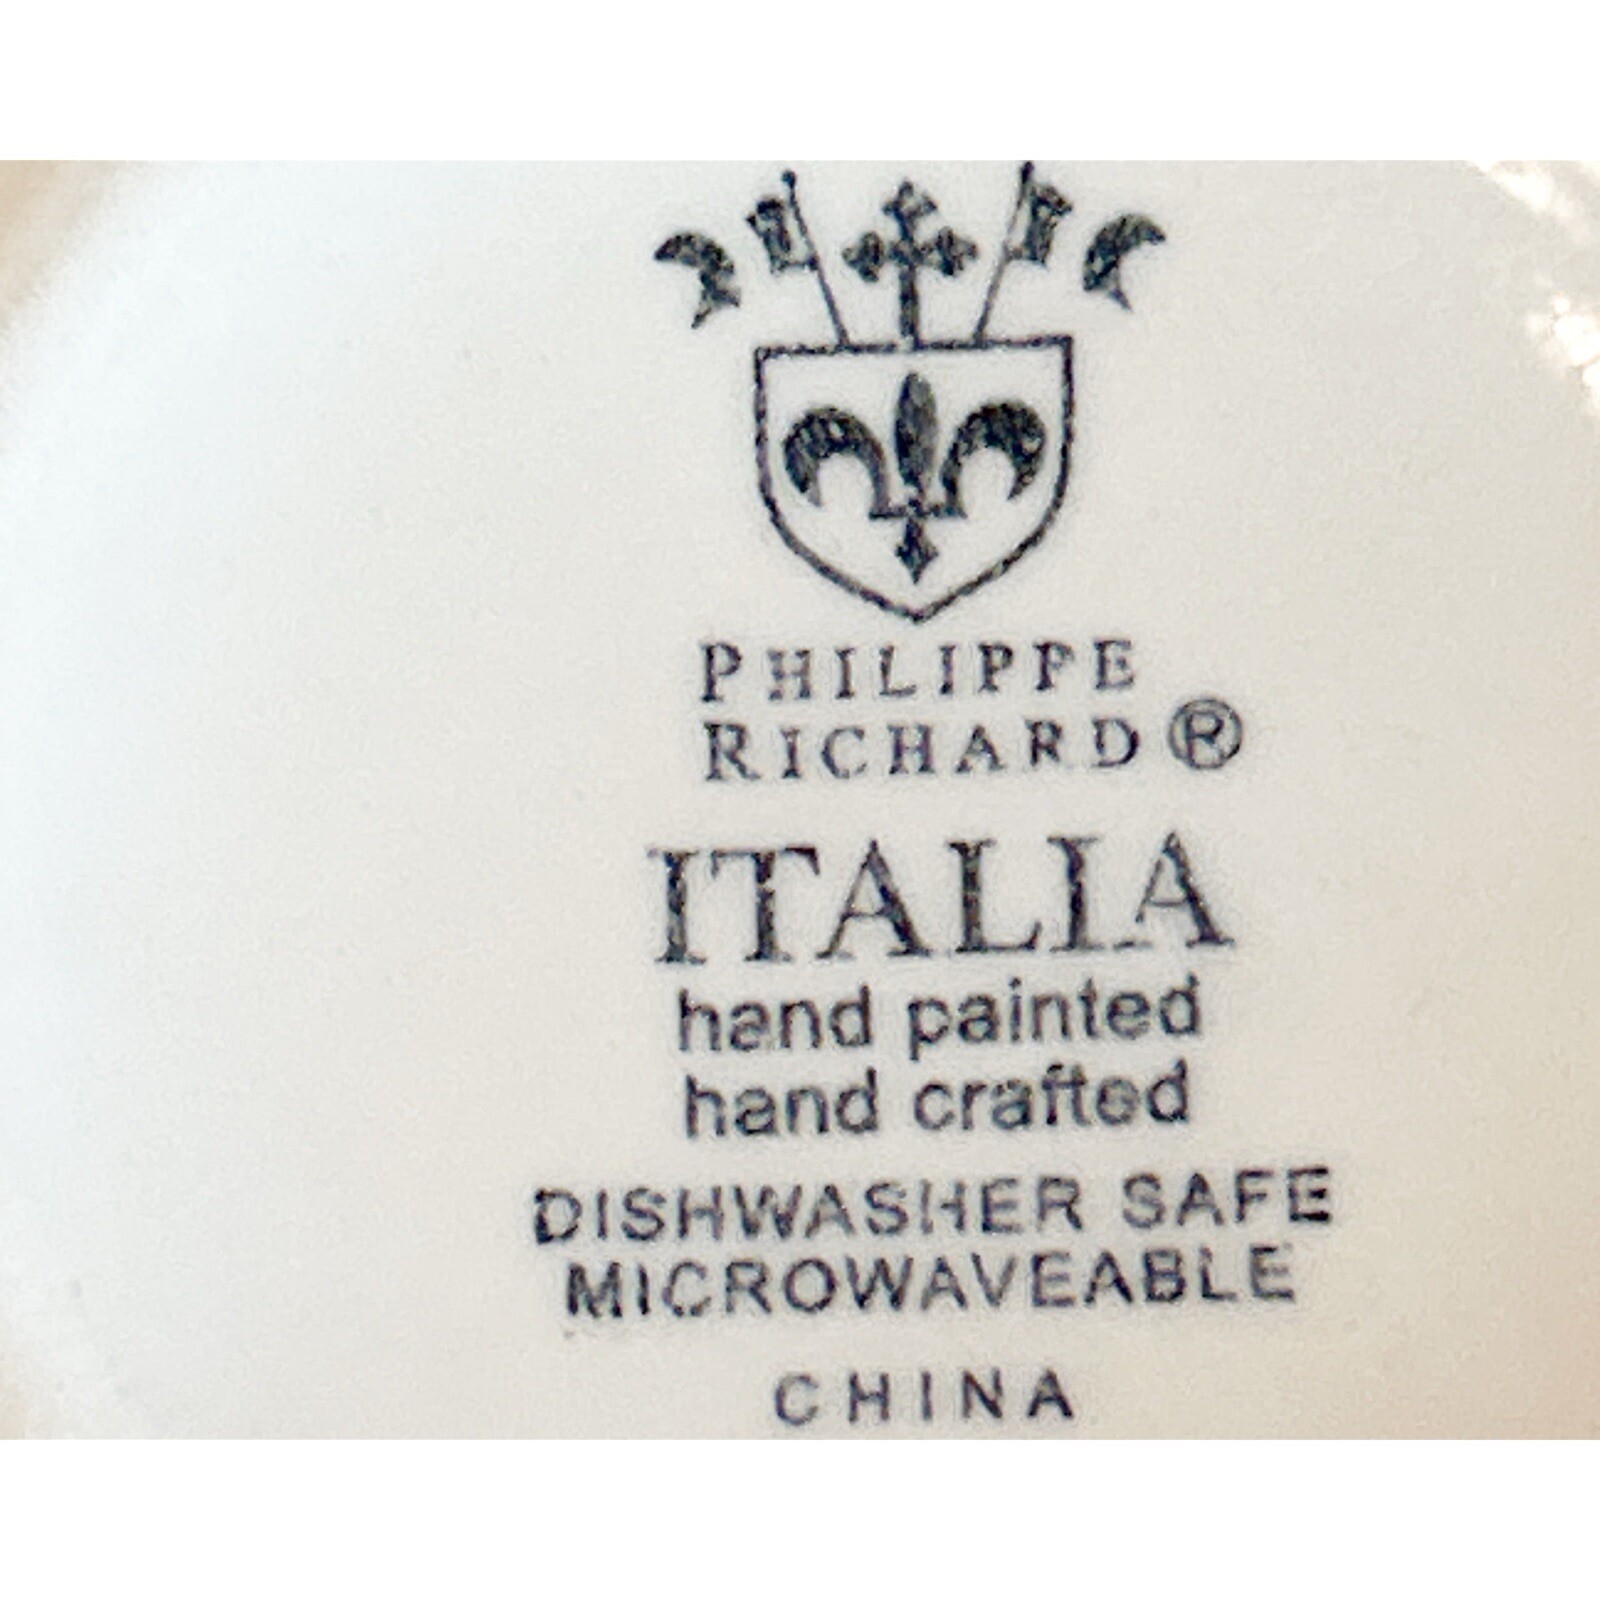 PHILIPPE
RICHARD®
ITALIA
hand painted
hand crafted
DISHWASHER SAFE
MICROWAVEABLE
CHINA